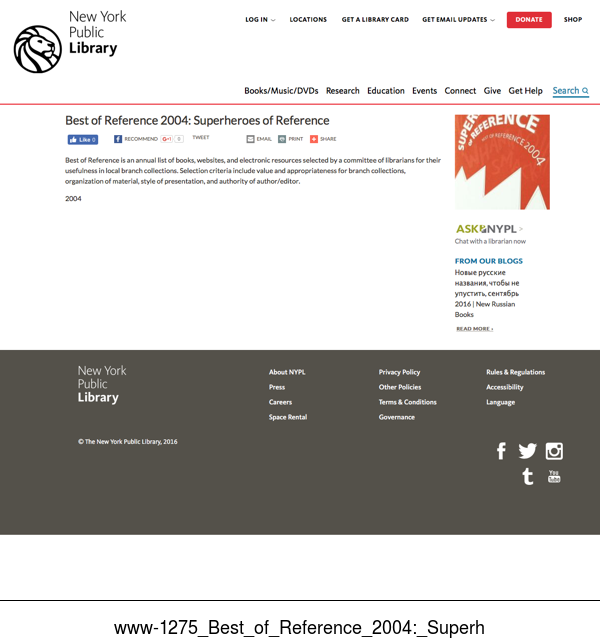 New York
Public
Library
LOG IN
LOCATIONS
GET A LIBRARY CARD
GET EMAIL UPDATES
DONATE
SHOP
Books/Music/DVDs
Research
Education
Events
Connect
Give
Get Help
Search
Best of Reference 2004: Superheroes of Reference
Like 0
RECOMMEND
G+1 0
TWEET
EMAIL
PRINT
SHARE
Best of Reference is an annual list of books, websites, and electronic resources selected by a committee of librarians for their
usefulness in local branch collections. Selection criteria include value and appropriateness for branch collections,
organization of material, style of presentation, and authority of author/editor.
2004
OF REFERENCE
BEST OF REFERENCE 2004
ASK NYPL >
Chat with a librarian now
FROM OUR BLOGS
Новые русские
названия, чтобы не
упустить, сентябрь
2016 | New Russian
Books
READ MORE ›
New York
Public
Library
About NYPL
Press
Careers
Space Rental
Privacy Policy
Other Policies
Terms & Conditions
Governance
Rules & Regulations
Accessibility
Language
© The New York Public Library, 2016
You
Tube
www-1275_Best_of_Reference_2004:_Superh